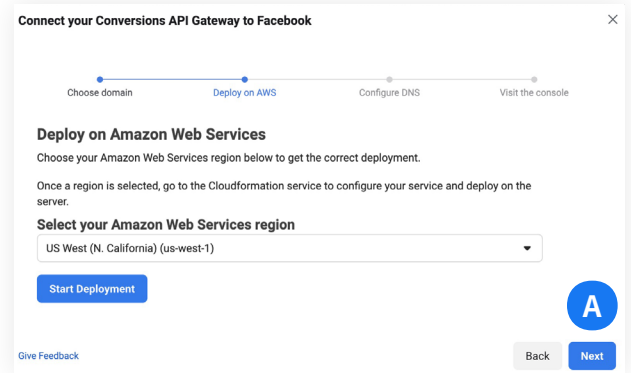 Connect your Conversions API Gateway to Facebook
Choose domain
Deploy on AWS
Configure DNS
Visit the console
Deploy on Amazon Web Services
Choose your Amazon Web Services region below to get the correct deployment.
Once a region is selected, go to the Cloudformation service to configure your service and deploy on the
server.
Select your Amazon Web Services region
US West (N. California) (us-west-1)
Start Deployment
A
Give Feedback
Back
Next